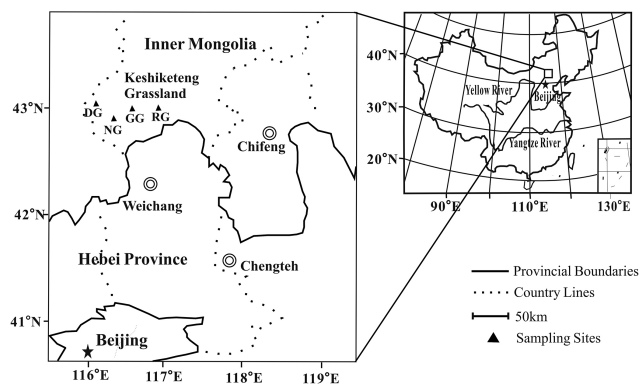 Inner Mongolia
Keshiketeng
Grassland
DG
NG
GG
RG
Chifeng
Weichang
Hebei Province
Chengteh
Beijing
43°N
42°N
41°N
116°E
117°E
118°E
119°E
40°N
30°N
20°N
90°E
110°E
130°E
Yellow River
Beijing
Yangtze River
Provincial Boundaries
Country Lines
50km
Sampling Sites